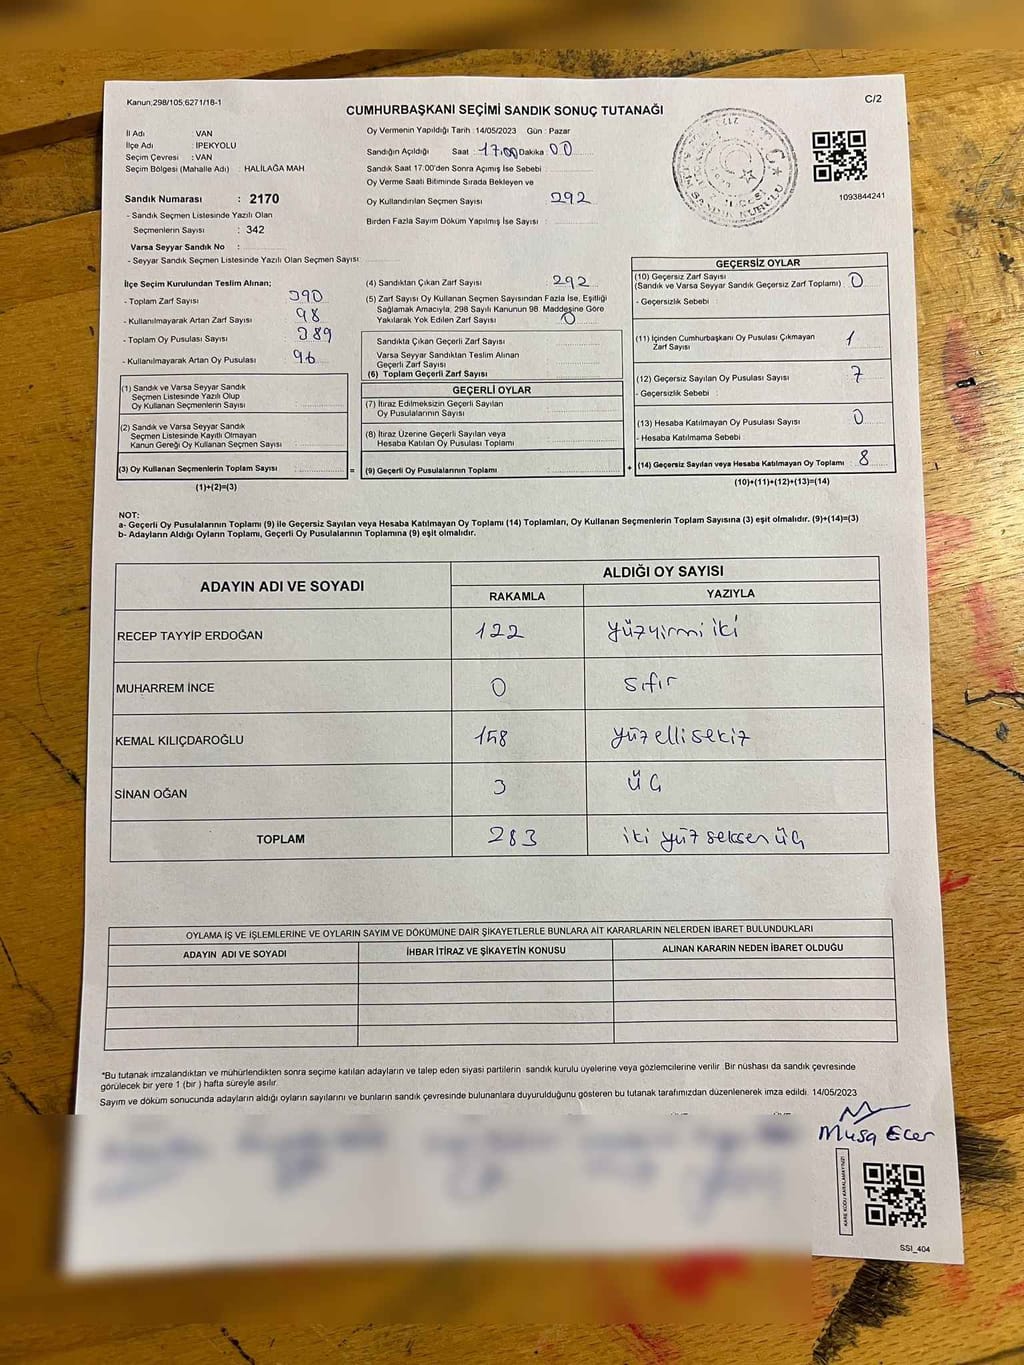 Kanun;298/105,6271/18-1
C/2
CUMHURBAŞKANI SEÇİMİ SANDIK SONUÇ TUTANAĞI
İl Adı : VAN
İlçe Adı : İPEKYOLU
Seçim Çevresi : VAN
Seçim Bölgesi (Mahalle Adı) : HALİLAĞA MAH
Oy Vermenin Yapıldığı Tarih : 14/05/2023 Gün : Pazar
Sandığın Açıldığı Saat : 17:00 Dakika 00
Sandık Saat 17.00'den Sonra Açımış İse Sebebi :
Oy Verme Saati Bitiminde Sırada Bekleyen ve
Oy Kullandırılan Seçmen Sayısı 292
Birden Fazla Sayım Döküm Yapılmış İse Sayısı :
1093844241
Sandık Numarası : 2170
- Sandık Seçmen Listesinde Yazılı Olan
Seçmenlerin Sayısı : 342
Varsa Seyyar Sandık No :
- Seyyar Sandık Seçmen Listesinde Yazılı Olan Seçmen Sayısı:
İlçe Seçim Kurulundan Teslim Alınan;
- Toplam Zarf Sayısı 390
- Kullanılmayarak Artan Zarf Sayısı : 98
- Toplam Oy Pusulası Sayısı : 389
- Kullanılmayarak Artan Oy Pusulası : 96
(1) Sandık ve Varsa Seyyar Sandık
Seçmen Listesinde Yazılı Olup
Oy Kullanan Seçmenlerin Sayısı :
(2) Sandık ve Varsa Seyyar Sandık
Seçmen Listesinde Kayıtlı Olmayan
Kanun Gereği Oy Kullanan Seçmen Sayısı :
(3) Oy Kullanan Seçmenlerin Toplam Sayısı : =
(1)+(2)=(3)
(4) Sandıktan Çıkan Zarf Sayısı : 292
(5) Zarf Sayısı Oy Kullanan Seçmen Sayısından Fazla İse, Eşitliği
Sağlamak Amacıyla, 298 Sayılı Kanunun 98. Maddesine Göre
Yakılarak Yok Edilen Zarf Sayısı 0
Sandıkta Çıkan Geçerli Zarf Sayısı
Varsa Seyyar Sandıktan Teslim Alınan
Geçerli Zarf Sayısı
(6) Toplam Geçerli Zarf Sayısı
GEÇERLİ OYLAR
(7) İtiraz Edilmeksizin Geçerli Sayılan
Oy Pusulalarının Sayısı
(8) İtiraz Üzerine Geçerli Sayılan veya
Hesaba Katılan Oy Pusulası Toplamı
(9) Geçerli Oy Pusulalarının Toplamı : +
GEÇERSİZ OYLAR
(10) Geçersiz Zarf Sayısı
(Sandık ve Varsa Seyyar Sandık Geçersiz Zarf Toplamı) : 0
- Geçersizlik Sebebi :
(11) İçinden Cumhurbaşkanı Oy Pusulası Çıkmayan
Zarf Sayısı 1
(12) Geçersiz Sayılan Oy Pusulası Sayısı : 7
- Geçersizlik Sebebi :
(13) Hesaba Katılmayan Oy Pusulası Sayısı : 0
- Hesaba Katılmama Sebebi
(14) Geçersiz Sayılan veya Hesaba Katılmayan Oy Toplamı : 8
(10)+(11)+(12)+(13)=(14)
NOT:
a- Geçerli Oy Pusulalarının Toplamı (9) ile Geçersiz Sayılan veya Hesaba Katılmayan Oy Toplamı (14) Toplamları, Oy Kullanan Seçmenlerin Toplam Sayısına (3) eşit olmalıdır. (9)+(14)=(3)
b- Adayların Aldığı Oyların Toplamı, Geçerli Oy Pusulalarının Toplamına (9) eşit olmalıdır.
ADAYIN ADI VE SOYADI
ALDIĞI OY SAYISI
RAKAMLA YAZIYLA
RECEP TAYYİP ERDOĞAN 122 yüzyirmi iki
MUHARREM İNCE 0 Sıfır
KEMAL KILIÇDAROĞLU 158 yüz elli sekiz
SİNAN OĞAN 3 üç
TOPLAM 283 iki yüz seksen üç
OYLAMA İŞ VE İŞLEMLERİNE VE OYLARIN SAYIM VE DÖKÜMÜNE DAİR ŞİKAYETLERLE BUNLARA AİT KARARLARIN NELERDEN İBARET BULUNDUKLARI
ADAYIN ADI VE SOYADI İHBAR İTİRAZ VE ŞİKAYETİN KONUSU ALINAN KARARIN NEDEN İBARET OLDUĞU
*Bu tutanak imzalandıktan ve mühürlendikten sonra seçime katılan adayların ve talep eden siyasi partilerin sandık kurulu üyelerine veya gözlemcilerine verilir. Bir nüshası da sandık çevresinde
görülecek bir yere 1 (bir ) hafta süreyle asılır.
Sayım ve döküm sonucunda adayların aldığı oyların sayılarını ve bunların sandık çevresinde bulunanlara duyurulduğunu gösteren bu tutanak tarafımızdan düzenlenerek imza edildi. 14/05/2023
Musa Ecer
KARE KODU KARALAMAYINIZ!
SSI_404